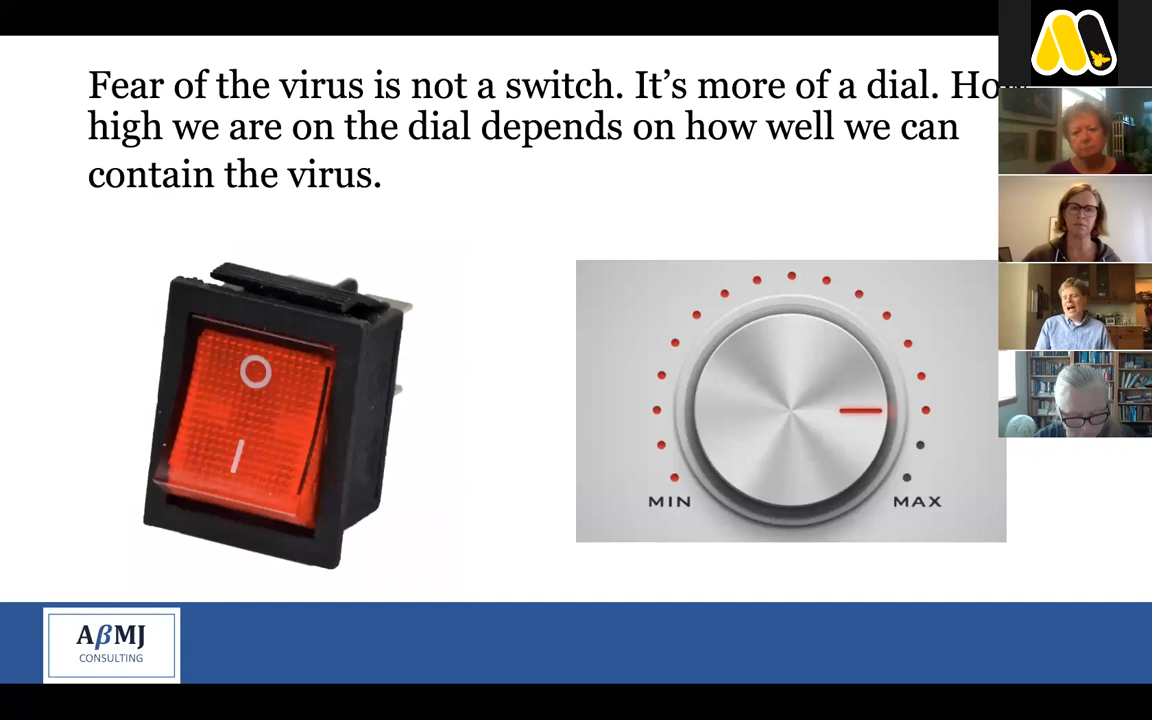 Fear of the virus is not a switch. It’s more of a dial. How
high we are on the dial depends on how well we can
contain the virus.
MIN
MAX
AβMJ
CONSULTING